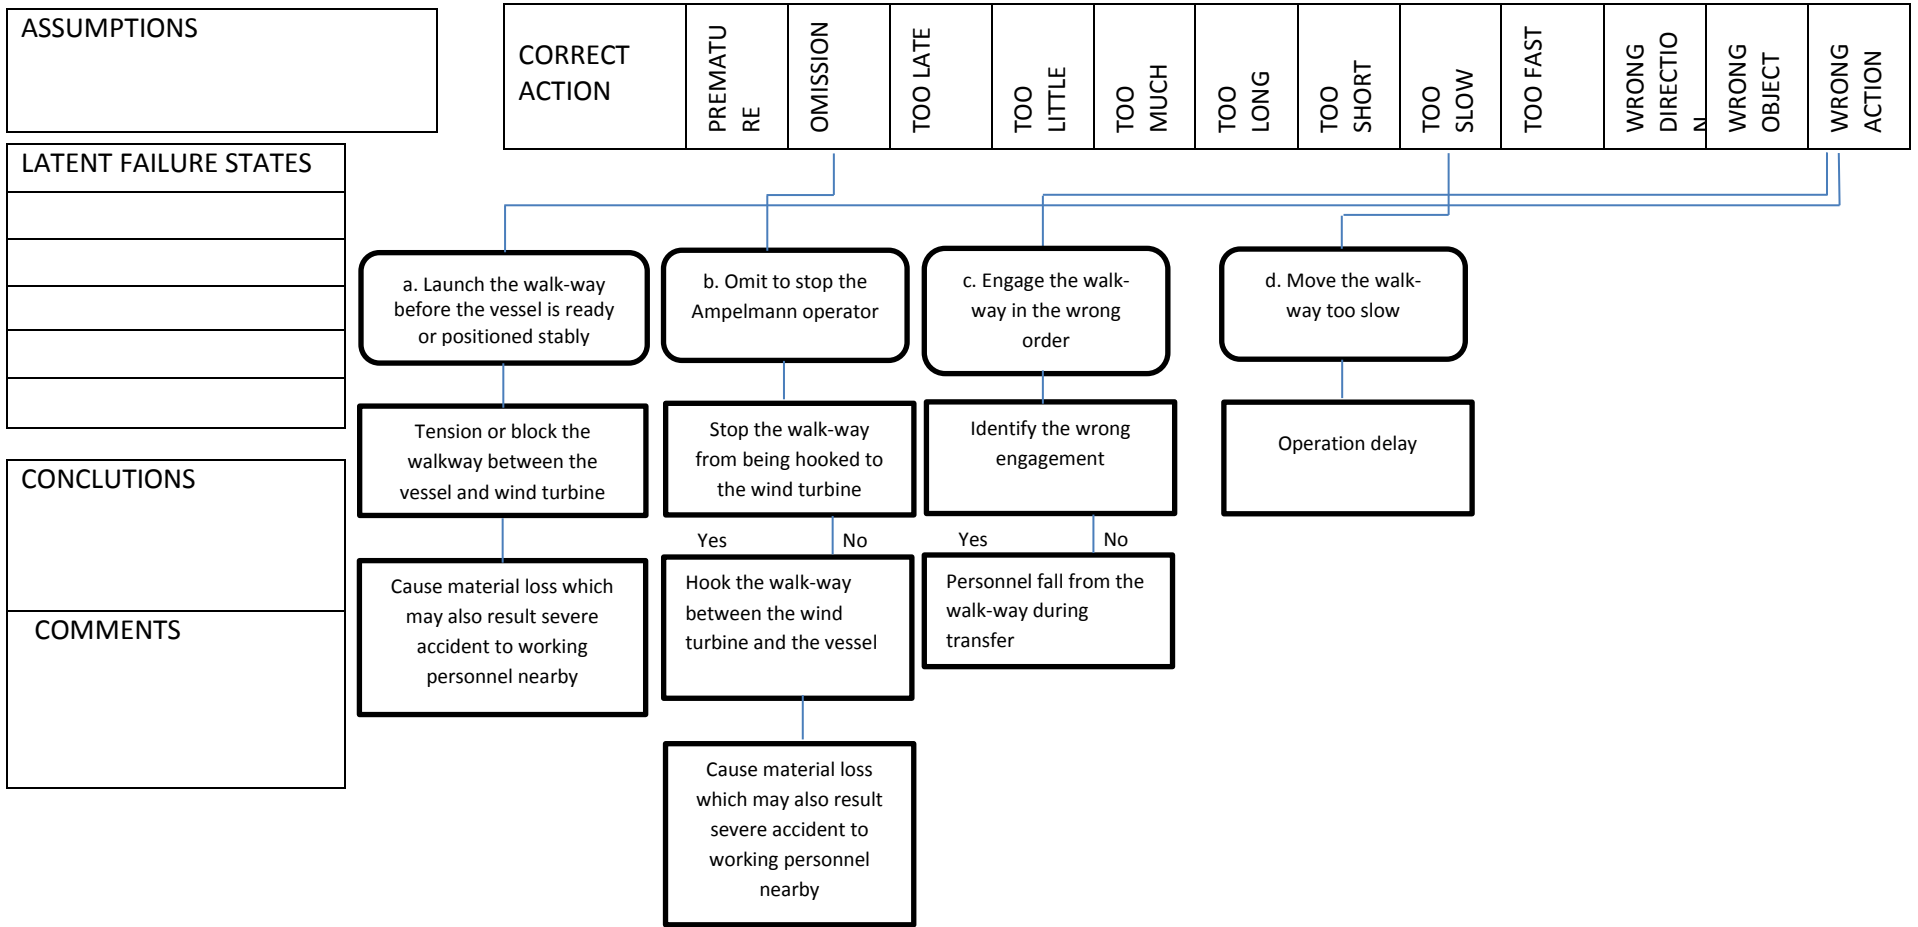 ASSUMPTIONS
CORRECT
ACTION
PREMATU
RE
OMISSION
TOO LATE
TOO
LITTLE
TOO
MUCH
TOO
LONG
TOO
SHORT
TOO
SLOW
TOO FAST
WRONG
DIRECTIO
N
WRONG
OBJECT
WRONG
ACTION
LATENT FAILURE STATES
a. Launch the walk-way
before the vessel is ready
or positioned stably
b. Omit to stop the
Ampelmann operator
c. Engage the walk-
way in the wrong
order
d. Move the walk-
way too slow
Tension or block the
walkway between the
vessel and wind turbine
Stop the walk-way
from being hooked to
the wind turbine
Identify the wrong
engagement
Operation delay
CONCLUTIONS
Yes No
Yes No
Cause material loss which
may also result severe
accident to working
personnel nearby
Hook the walk-way
between the wind
turbine and the vessel
Personnel fall from the
walk-way during
transfer
COMMENTS
Cause material loss
which may also result
severe accident to
working personnel
nearby